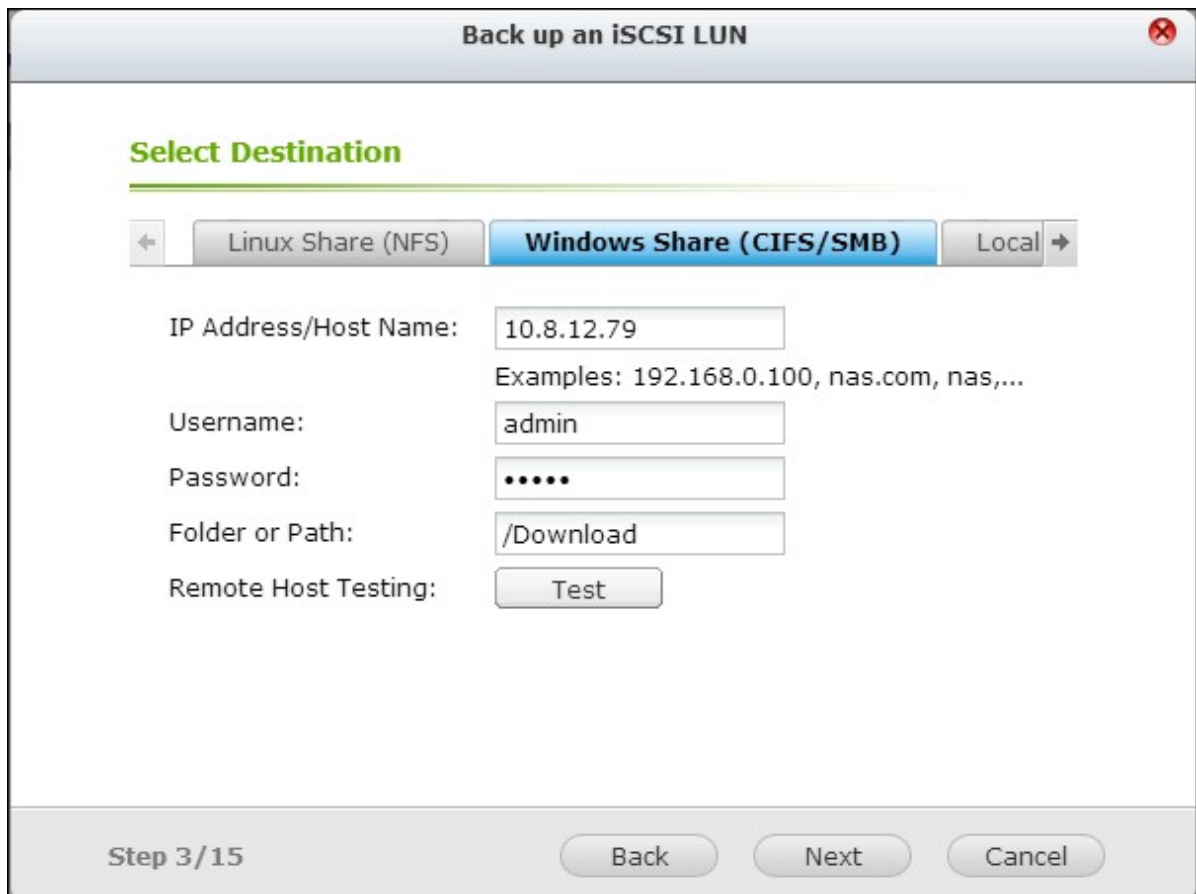 Back up an iSCSI LUN
Select Destination
Linux Share (NFS) Windows Share (CIFS/SMB) Local
IP Address/Host Name: 10.8.12.79
Examples: 192.168.0.100, nas.com, nas,...
Username: admin
Password: •••••
Folder or Path: /Download
Remote Host Testing: Test
Step 3/15 Back Next Cancel